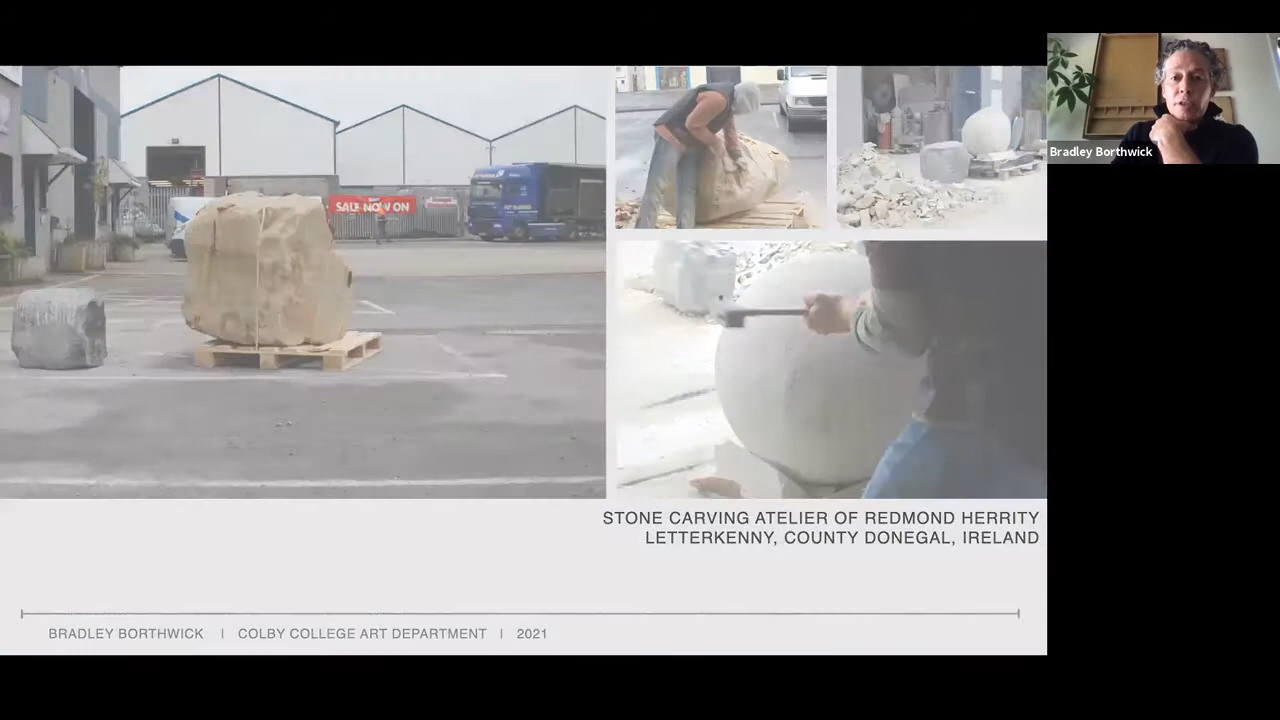 SALE NOW ON
Bradley Borthwick
STONE CARVING ATELIER OF REDMOND HERRITY
LETTERKENNY, COUNTY DONEGAL, IRELAND
BRADLEY BORTHWICK | COLBY COLLEGE ART DEPARTMENT | 2021